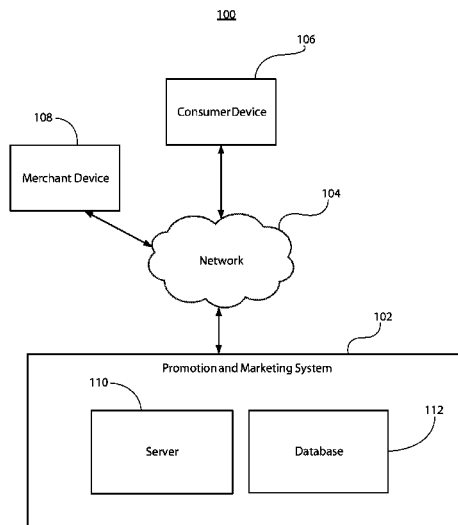 100
106
ConsumerDevice
108
Merchant Device
104
Network
102
Promotion and Marketing System
110
112
Server
Database